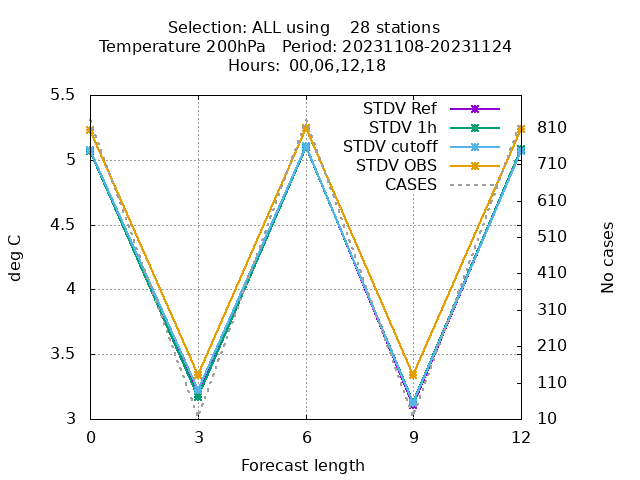 Selection: ALL using    28 stations
Temperature 200hPa   Period: 20231108-20231124
Hours: 00,06,12,18
5.5
5
4.5
4
3.5
3
deg C
STDV Ref
STDV 1h
STDV cutoff
STDV OBS
CASES
810
710
610
510
410
310
210
110
10
No cases
0 3 6 9 12
Forecast length